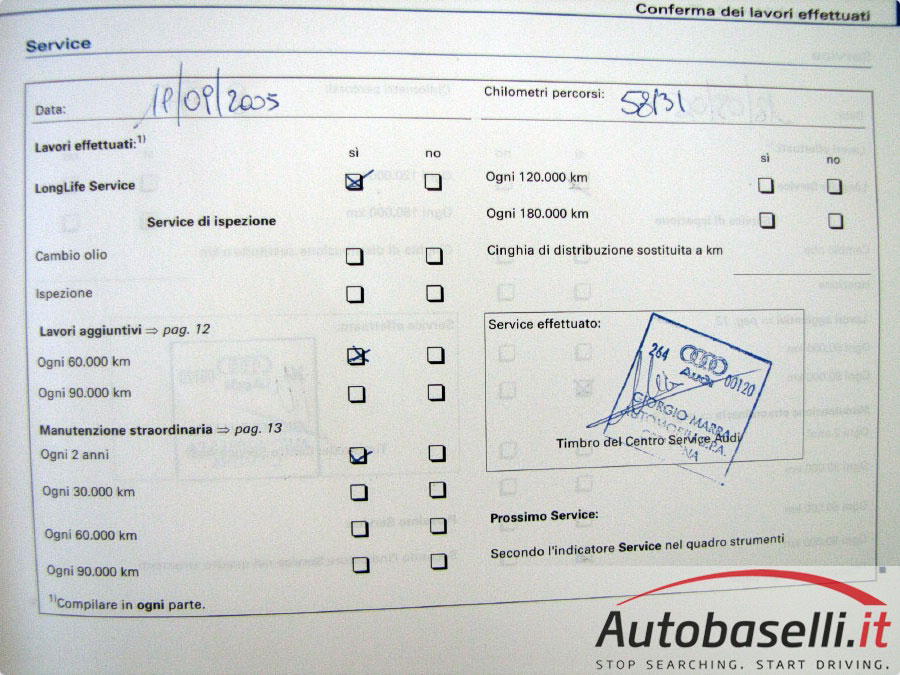 Conferma dei lavori effettuati
Service
Data: 19/09/2005
Lavori effettuati:1)
sì no
LongLife Service
Service di ispezione
Cambio olio
Ispezione
Lavori aggiuntivi ⇒ pag. 12
Ogni 60.000 km
Ogni 90.000 km
Manutenzione straordinaria ⇒ pag. 13
Ogni 2 anni
Ogni 30.000 km
Ogni 60.000 km
Ogni 90.000 km
1)Compilare in ogni parte.
Chilometri percorsi: 58131
sì no
Ogni 120.000 km
Ogni 180.000 km
Cinghia di distribuzione sostituita a km
Service effettuato:
264
Audi 00120
GIORGIO MARRA
Timbro del Centro Service Audi
Prossimo Service:
Secondo l'indicatore Service nel quadro strumenti
Autobaselli.it
STOP SEARCHING. START DRIVING.